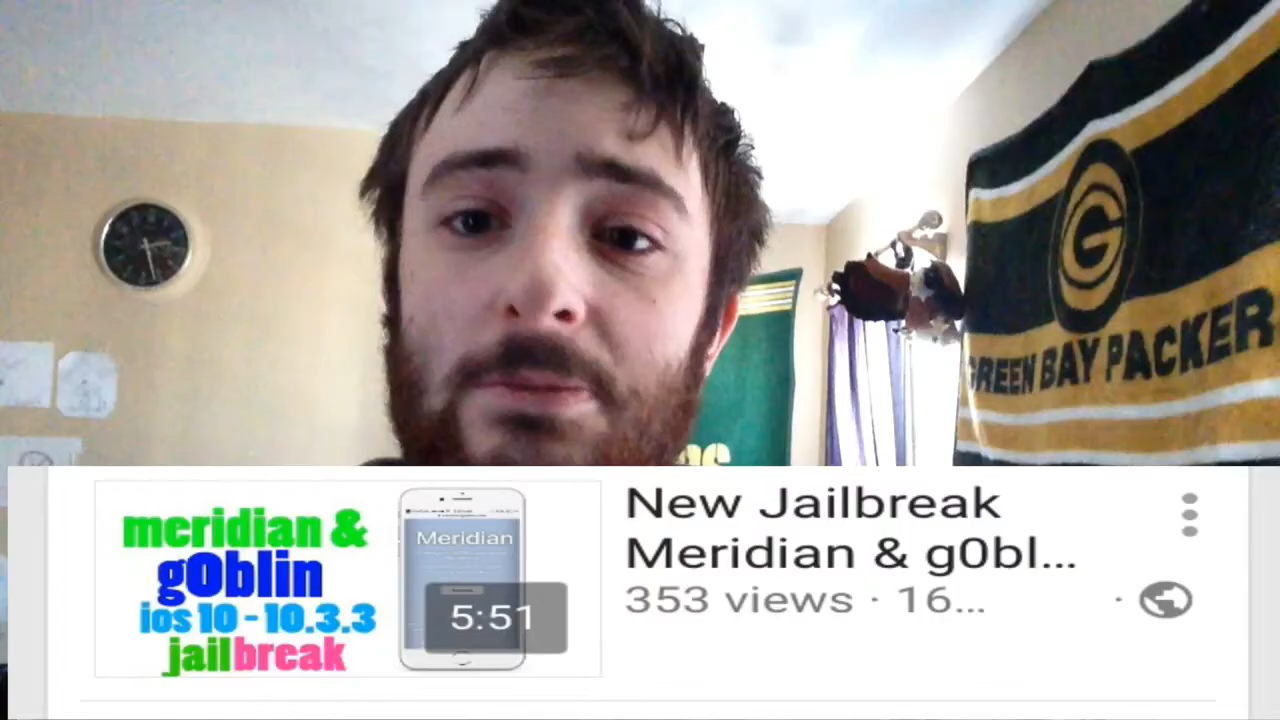 G
GREEN BAY PACKER
meridian &
g0blin
ios 10 - 10.3.3
jailbreak
Meridian
5:51
New Jailbreak
Meridian & g0bl...
353 views · 16...